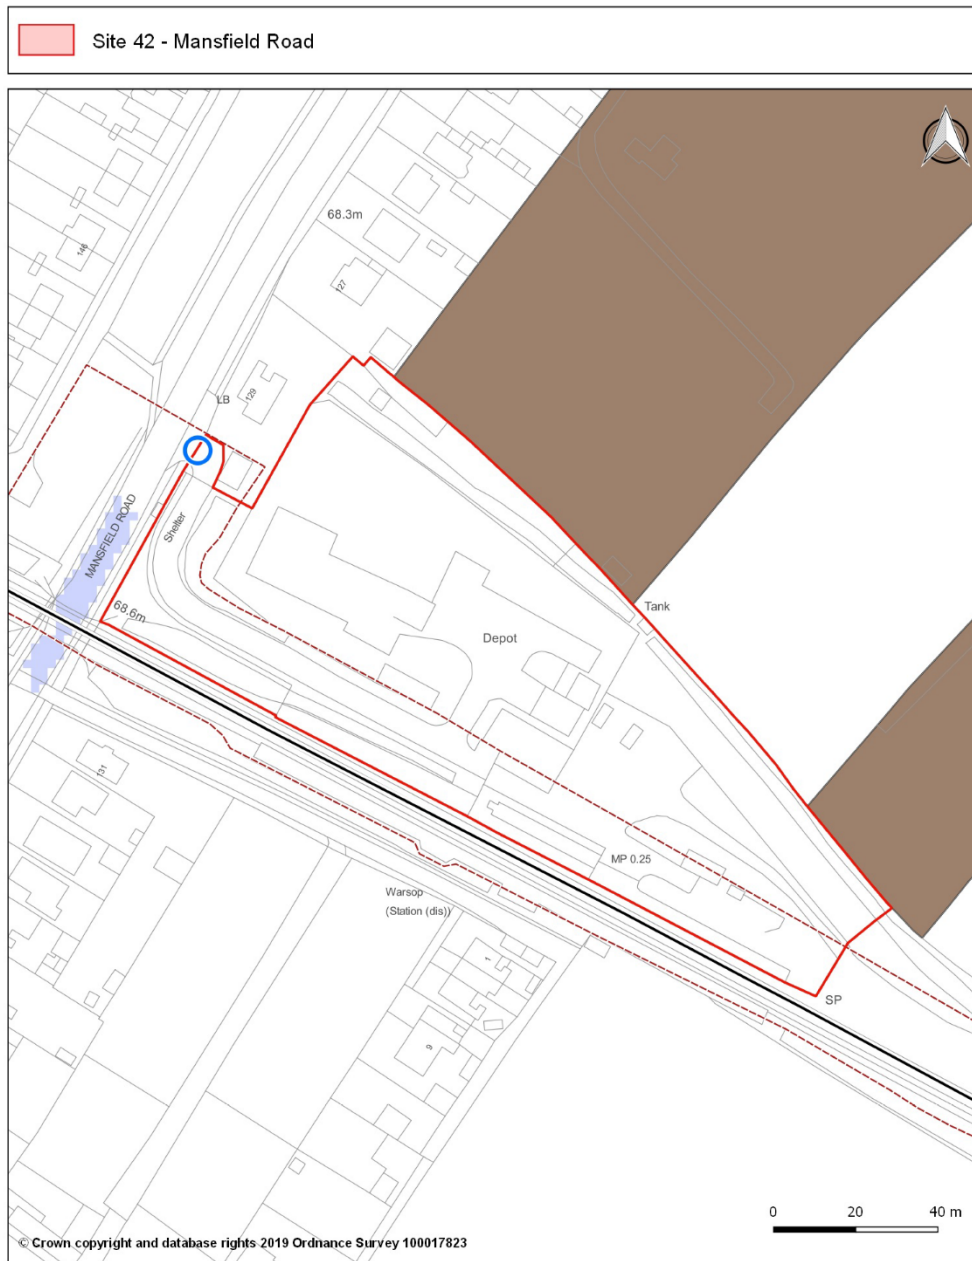 Site 42 - Mansfield Road
68.3m
146
127
129
LB
MANSFIELD ROAD
Shelter
68.6m
Tank
Depot
131
MP 0.25
Warsop
(Station (dis))
1
9
SP
0 20 40 m
© Crown copyright and database rights 2019 Ordnance Survey 100017823